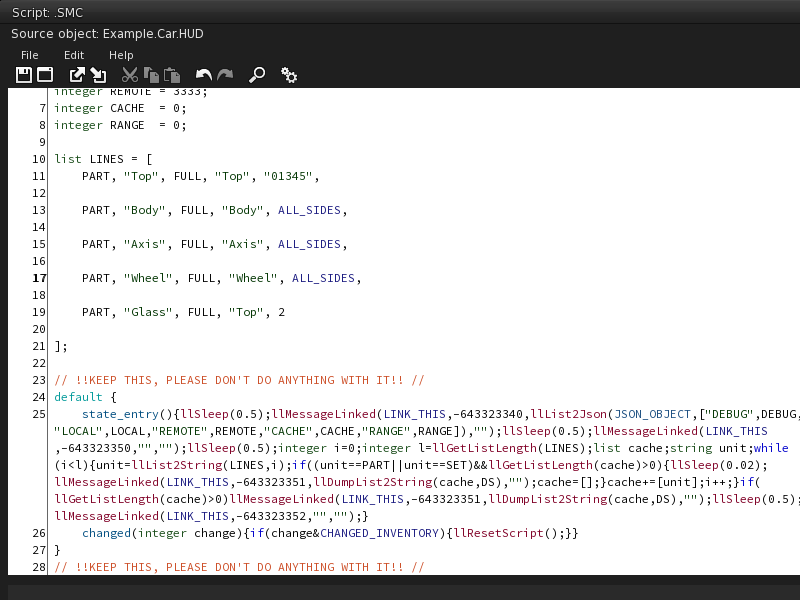 Script: .SMC
Source object: Example.Car.HUD
File Edit Help
integer REMOTE = 3333;
7 integer CACHE  = 0;
8 integer RANGE  = 0;
9
10 list LINES = [
11     PART, "Top", FULL, "Top", "01345",
12
13     PART, "Body", FULL, "Body", ALL_SIDES,
14
15     PART, "Axis", FULL, "Axis", ALL_SIDES,
16
17     PART, "Wheel", FULL, "Wheel", ALL_SIDES,
18
19     PART, "Glass", FULL, "Top", 2
20
21 ];
22
23 // !!KEEP THIS, PLEASE DON'T DO ANYTHING WITH IT!! //
24 default {
25     state_entry(){llSleep(0.5);llMessageLinked(LINK_THIS,-643323340,llList2Json(JSON_OBJECT,["DEBUG",DEBUG,
"LOCAL",LOCAL,"REMOTE",REMOTE,"CACHE",CACHE,"RANGE",RANGE]),"");llSleep(0.5);llMessageLinked(LINK_THIS
,-643323350,"","");llSleep(0.5);integer i=0;integer l=llGetListLength(LINES);list cache;string unit;while
(i<l){unit=llList2String(LINES,i);if((unit==PART||unit==SET)&&llGetListLength(cache)>0){llSleep(0.02);
llMessageLinked(LINK_THIS,-643323351,llDumpList2String(cache,DS),"");cache=[];}cache+=[unit];i++;}if(
llGetListLength(cache)>0)llMessageLinked(LINK_THIS,-643323351,llDumpList2String(cache,DS),"");llSleep(0.5);
llMessageLinked(LINK_THIS,-643323352,"","");}
26     changed(integer change){if(change&CHANGED_INVENTORY){llResetScript();}}
27 }
28 // !!KEEP THIS, PLEASE DON'T DO ANYTHING WITH IT!! //